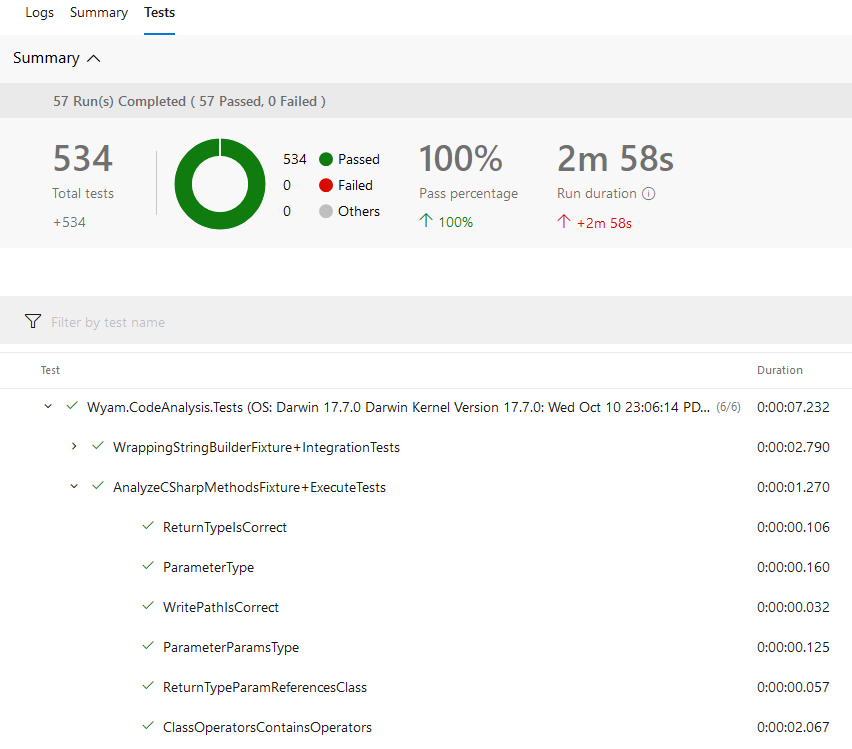 Logs Summary Tests
Summary
57 Run(s) Completed ( 57 Passed, 0 Failed )
534
Total tests
+534
534 Passed
0 Failed
0 Others
100%
Pass percentage
100%
2m 58s
Run duration
+2m 58s
Filter by test name
Test Duration
Wyam.CodeAnalysis.Tests (OS: Darwin 17.7.0 Darwin Kernel Version 17.7.0: Wed Oct 10 23:06:14 PD... (6/6) 0:00:07.232
WrappingStringBuilderFixture+IntegrationTests 0:00:02.790
AnalyzeCSharpMethodsFixture+ExecuteTests 0:00:01.270
ReturnTypeIsCorrect 0:00:00.106
ParameterType 0:00:00.160
WritePathIsCorrect 0:00:00.032
ParameterParamsType 0:00:00.125
ReturnTypeParamReferencesClass 0:00:00.057
ClassOperatorsContainsOperators 0:00:02.067